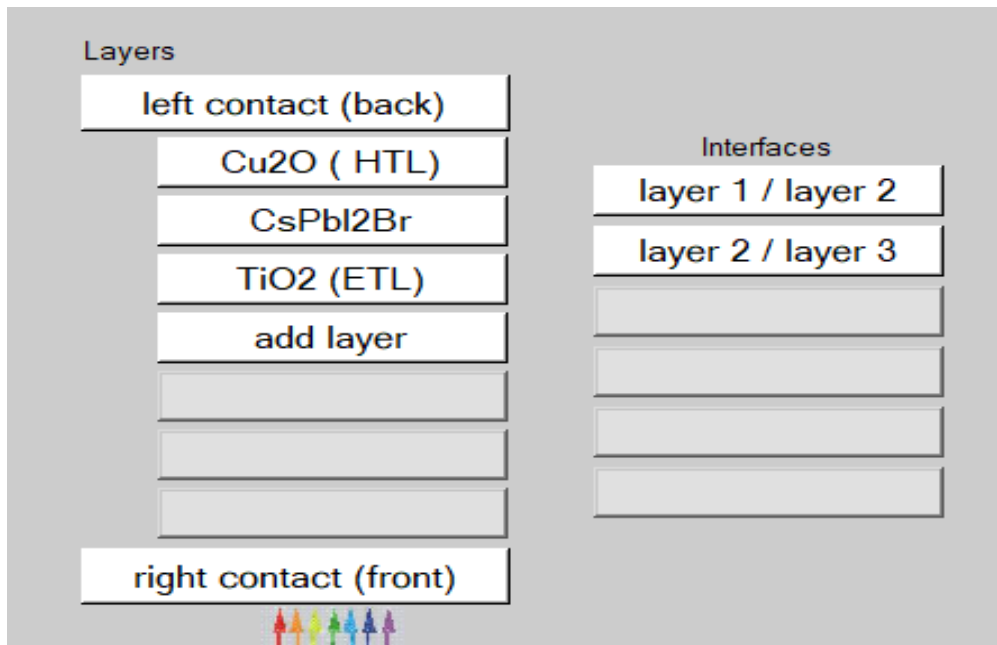 Layers
left contact (back)
Cu2O ( HTL)
CsPbI2Br
TiO2 (ETL)
add layer
right contact (front)
Interfaces
layer 1 / layer 2
layer 2 / layer 3